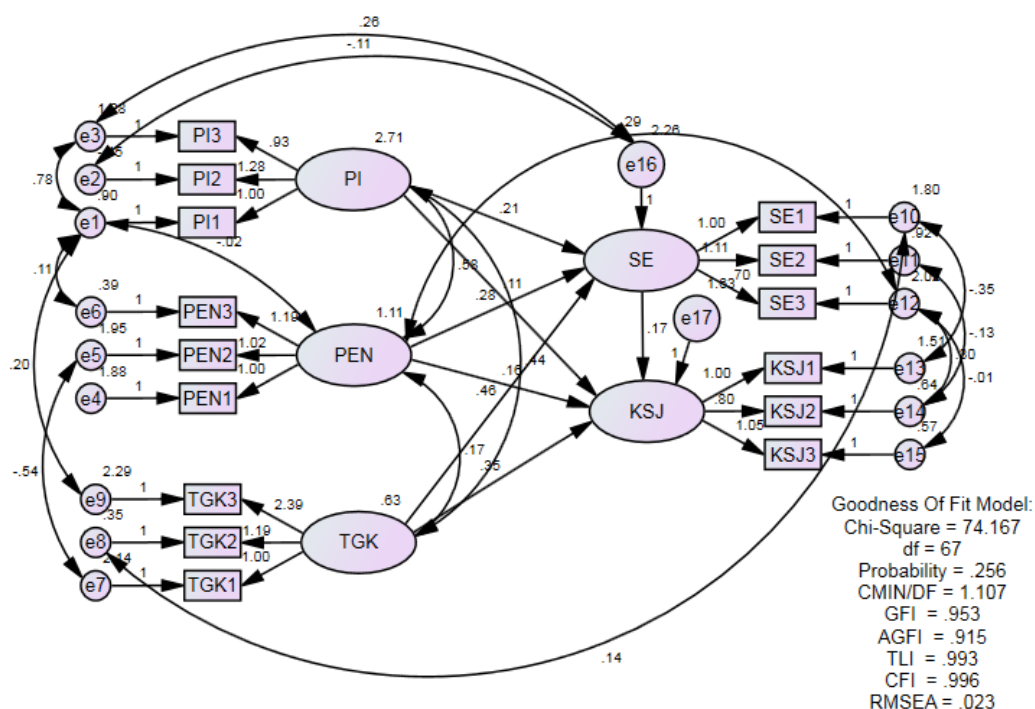 .26
-.11
1.28
e3
1
PI3
.93
2.71
.29
2.26
e2
1
PI2
1.28
PI
e16
.78
.90
1.00
1
1.80
e1
1
PI1
-.02
.21
1.00
SE1
1
e10
.92
.58
SE
1.11
SE2
1
e11
.11
.39
.28
.11
.70
2.02
e6
1
PEN3
1.19
1.11
1.63
SE3
1
e12
-.35
1.95
e17
e5
1
PEN2
1.02
PEN
.17
-.13
1.88
1.00
1
1.51
.30
.20
e4
1
PEN1
.44
.16
.46
1.00
KSJ1
1
e13
-.01
.64
KSJ
.80
KSJ2
1
e14
1.05
.57
-.54
.17
.35
KSJ3
1
e15
2.29
e9
1
TGK3
2.39
.63
.35
e8
1
TGK2
1.19
TGK
2.14
1.00
e7
1
TGK1
.14
Goodness Of Fit Model:
Chi-Square = 74.167
df = 67
Probability = .256
CMIN/DF = 1.107
GFI = .953
AGFI = .915
TLI = .993
CFI = .996
RMSEA = .023